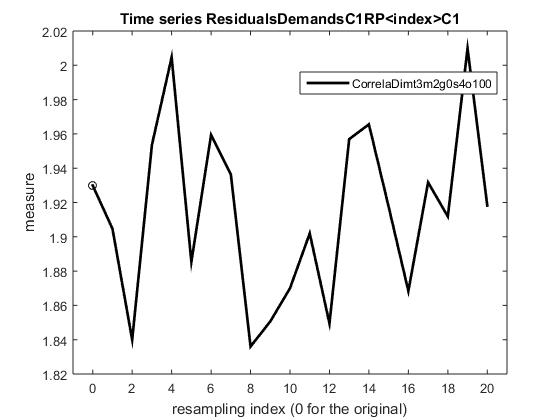 Time series ResidualsDemandsC1RP<index>C1
2.02
2
1.98
1.96
1.94
1.92
1.9
1.88
1.86
1.84
1.82
measure
CorrelaDimt3m2g0s4o100
0 2 4 6 8 10 12 14 16 18 20
resampling index (0 for the original)